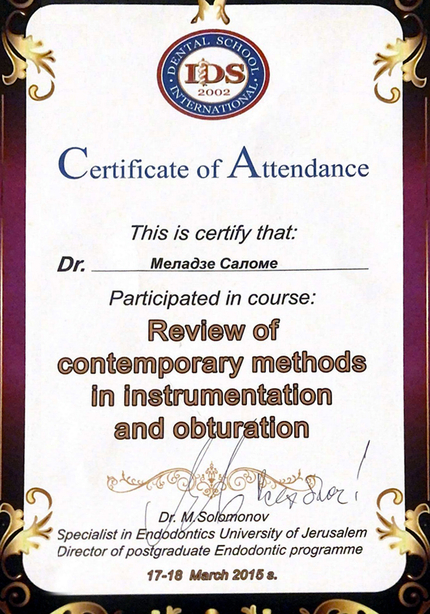 DENTAL SCHOOL
IDS
2002
INTERNATIONAL
Certificate of Attendance
This is certify that:
Dr. Меладзе Саломе
Participated in course:
Review of
contemporary methods
in instrumentation
and obturation
Dr. M.Solomonov
Specialist in Endodontics University of Jerusalem
Director of postgraduate Endodontic programme
17-18 March 2015 s.